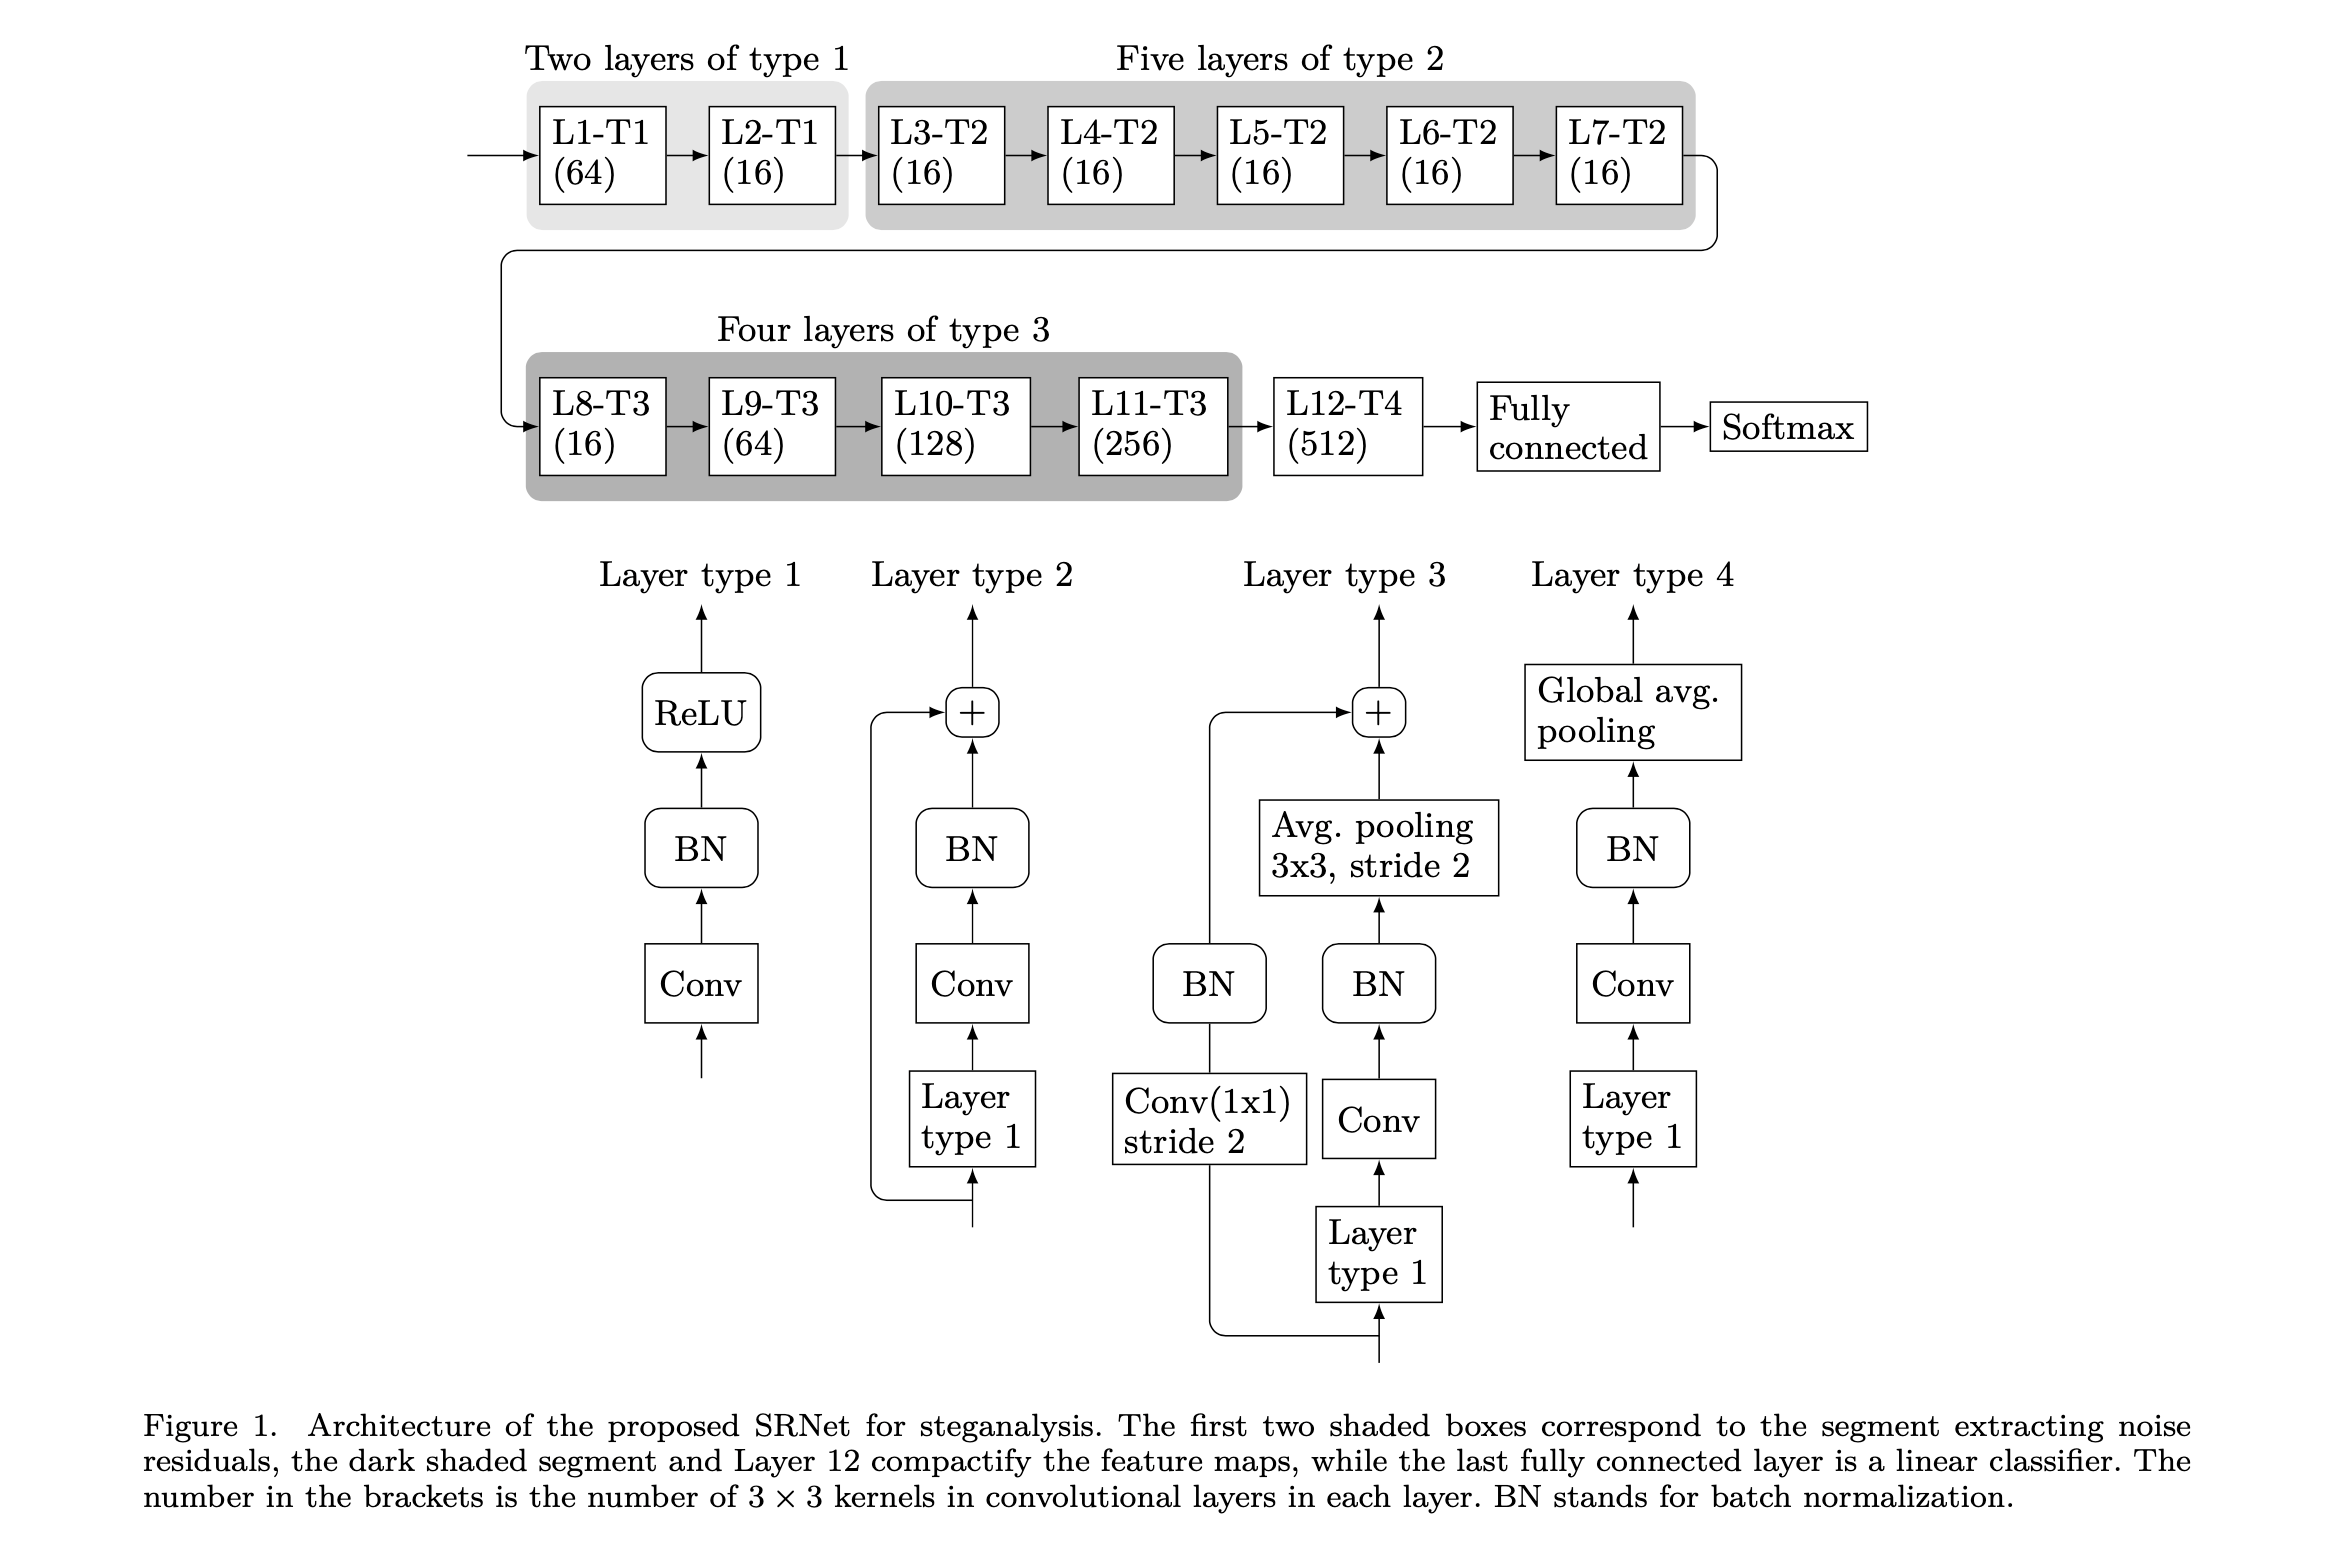 Two layers of type 1
Five layers of type 2
L1-T1
(64)
L2-T1
(16)
L3-T2
(16)
L4-T2
(16)
L5-T2
(16)
L6-T2
(16)
L7-T2
(16)
Four layers of type 3
L8-T3
(16)
L9-T3
(64)
L10-T3
(128)
L11-T3
(256)
L12-T4
(512)
Fully
connected
Softmax
Layer type 1
ReLU
BN
Conv
Layer type 2
+
BN
Conv
Layer
type 1
Layer type 3
+
Avg. pooling
3x3, stride 2
BN
BN
Conv(1x1)
stride 2
Conv
Layer
type 1
Layer type 4
Global avg.
pooling
BN
Conv
Layer
type 1
Figure 1. Architecture of the proposed SRNet for steganalysis. The first two shaded boxes correspond to the segment extracting noise
residuals, the dark shaded segment and Layer 12 compactify the feature maps, while the last fully connected layer is a linear classifier. The
number in the brackets is the number of 3 × 3 kernels in convolutional layers in each layer. BN stands for batch normalization.